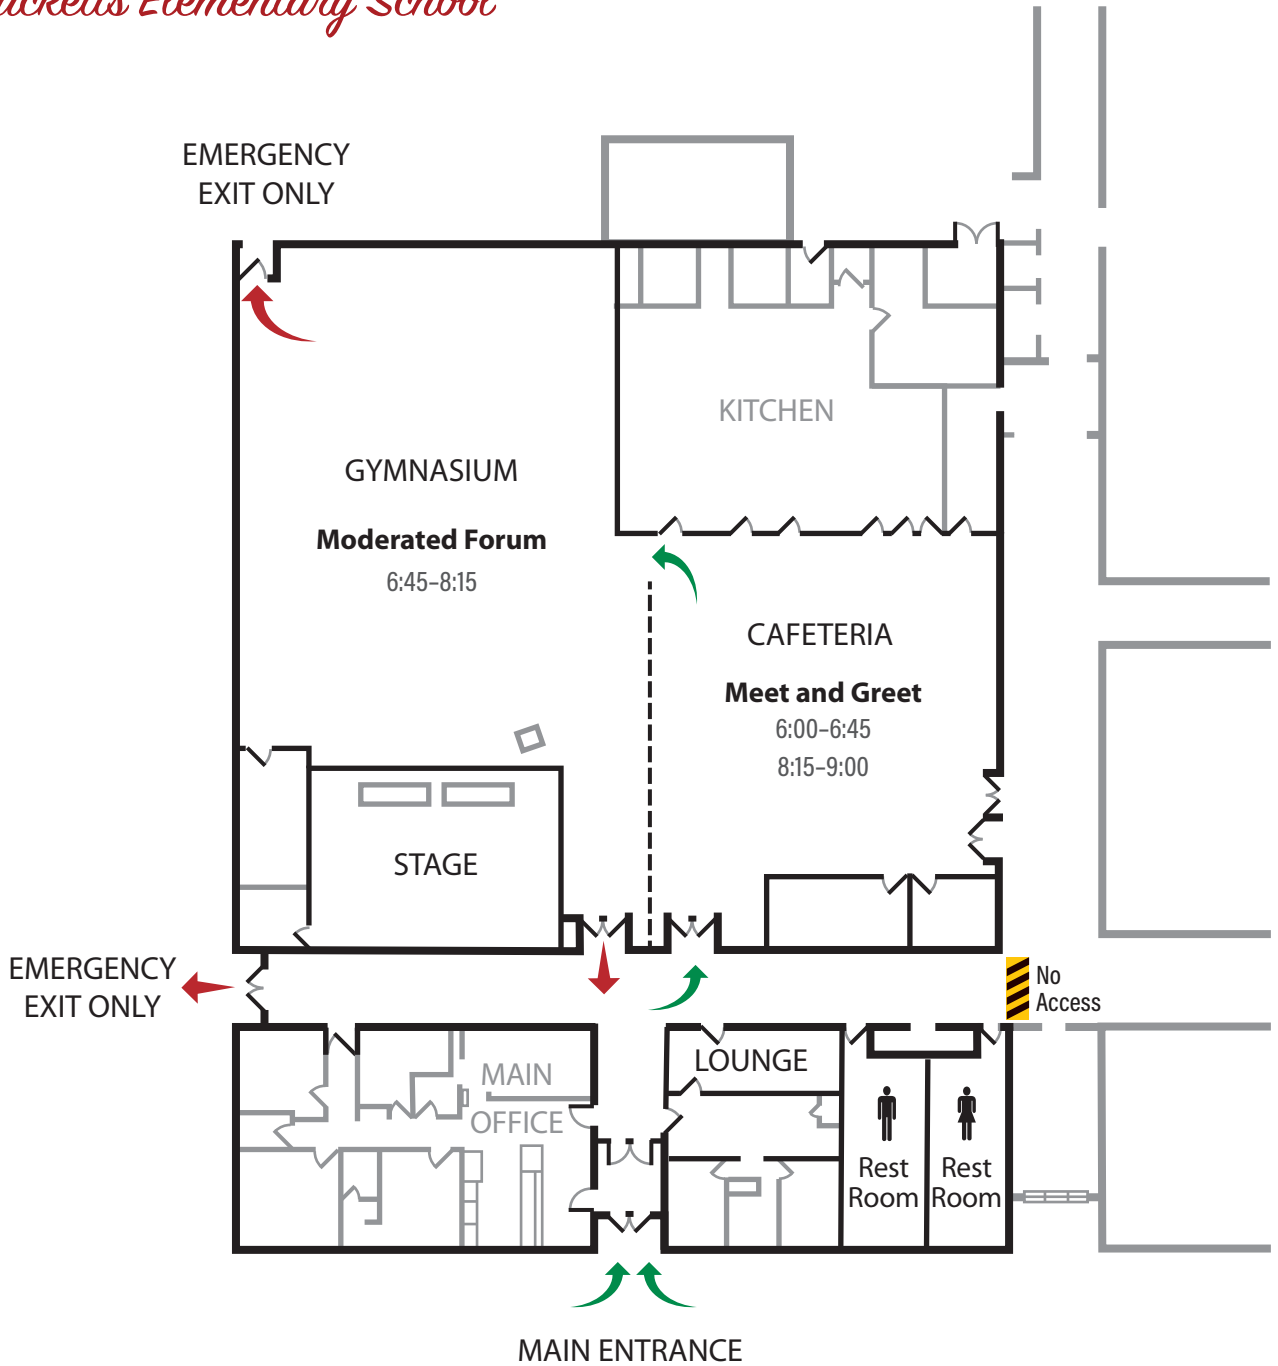 Elementary School
EMERGENCY
EXIT ONLY
KITCHEN
GYMNASIUM
Moderated Forum
6:45–8:15
CAFETERIA
Meet and Greet
6:00–6:45
8:15–9:00
STAGE
EMERGENCY
EXIT ONLY
No
Access
MAIN
OFFICE
LOUNGE
Rest
Room
Rest
Room
MAIN ENTRANCE